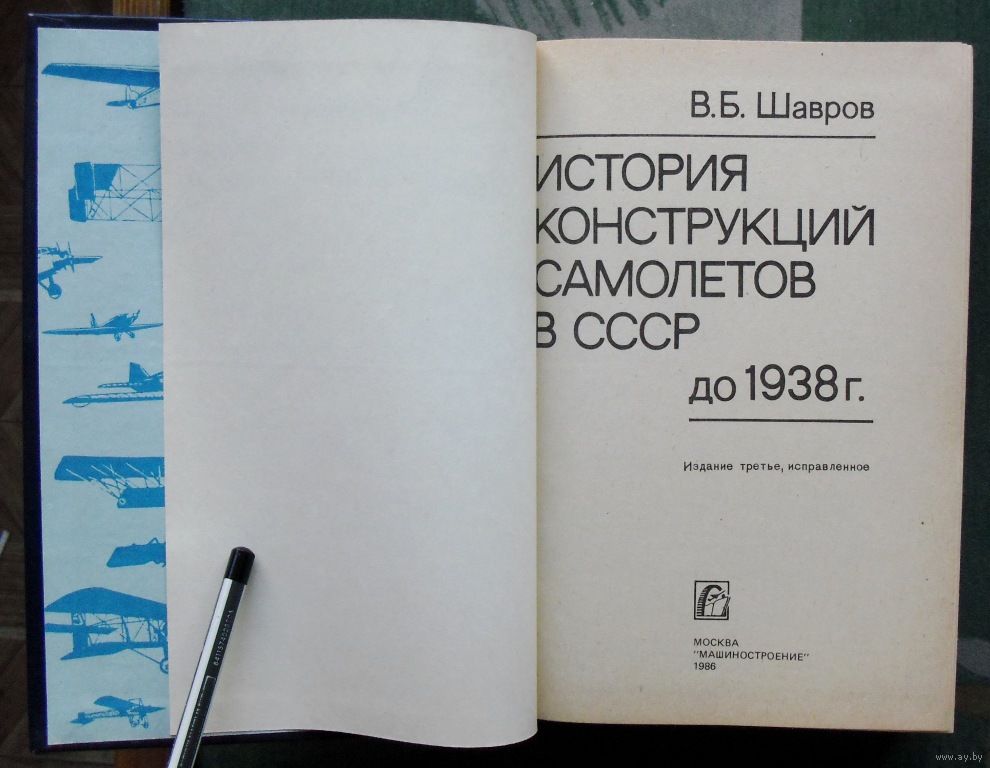 В.Б. Шавров
ИСТОРИЯ
КОНСТРУКЦИЙ
САМОЛЕТОВ
В СССР
до 1938 г.
Издание третье, исправленное
МОСКВА
"МАШИНОСТРОЕНИЕ"
1986
www.ay.by